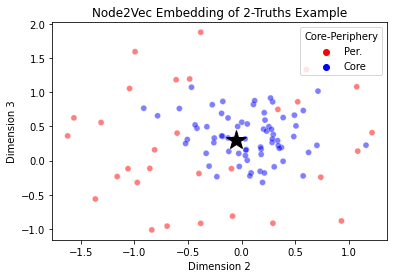 Node2Vec Embedding of 2-Truths Example
2.0
1.5
1.0
0.5
0.0
−0.5
−1.0
Dimension 3
Core-Periphery
Per.
Core
−1.5 −1.0 −0.5 0.0 0.5 1.0
Dimension 2